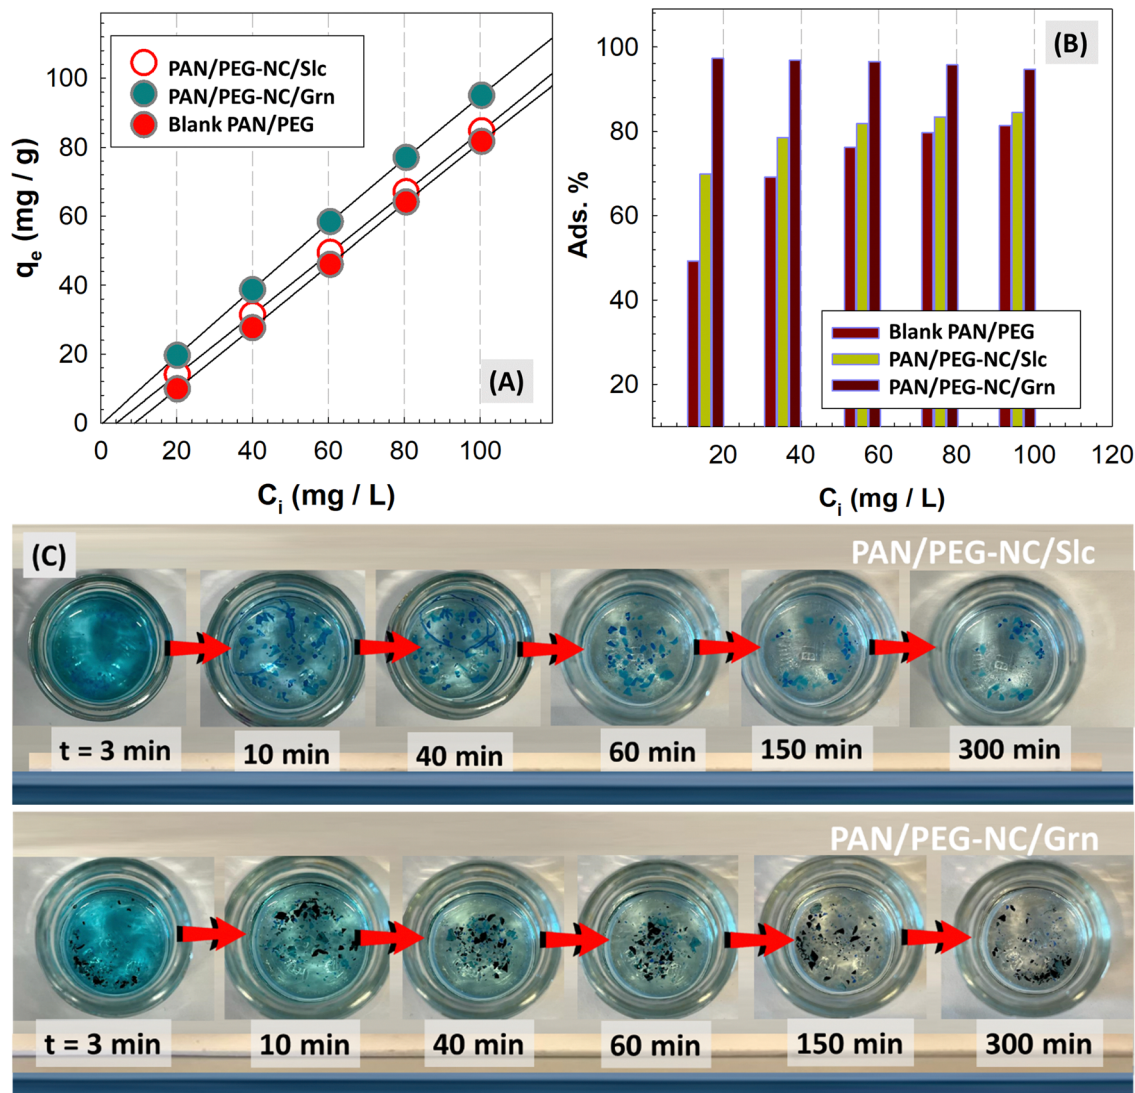 PAN/PEG-NC/Slc
PAN/PEG-NC/Grn
Blank PAN/PEG
(A)
100
80
60
40
20
0
0 20 40 60 80 100
qe (mg / g)
Ci (mg / L)
(B)
100
80
60
40
20
Ads. %
Blank PAN/PEG
PAN/PEG-NC/Slc
PAN/PEG-NC/Grn
20 40 60 80 100 120
Ci (mg / L)
(C)
PAN/PEG-NC/Slc
t = 3 min 10 min 40 min 60 min 150 min 300 min
PAN/PEG-NC/Grn
t = 3 min 10 min 40 min 60 min 150 min 300 min